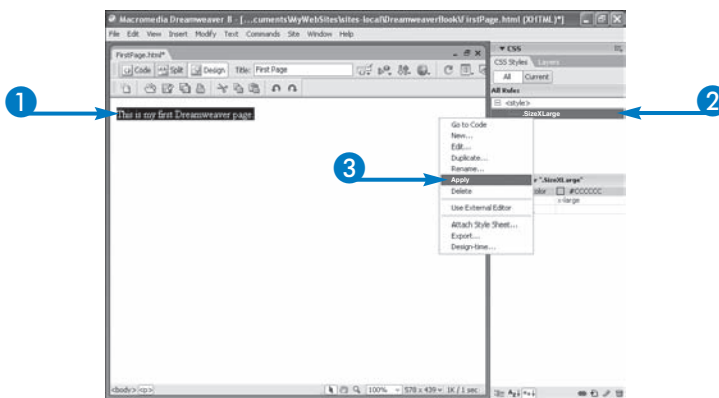 Macromedia Dreamweaver 8 - [...cuments\MyWebSites\sites-local\DreamweaverBook\FirstPage.html (XHTML)*]
File Edit View Insert Modify Text Commands Site Window Help
FirstPage.html*
Code Split Design Title: First Page
This is my first Dreamweaver page.
1
2
3
CSS
CSS Styles Layers
All Current
All Rules
<style>
.SizeXLarge
Go to Code
New...
Edit...
Duplicate...
Rename...
Apply
Delete
Use External Editor
Attach Style Sheet...
Export...
Design-time...
".SizeXLarge"
#CCCCCC
x-large
<body> <p>
100% 578 x 439 1K / 1 sec